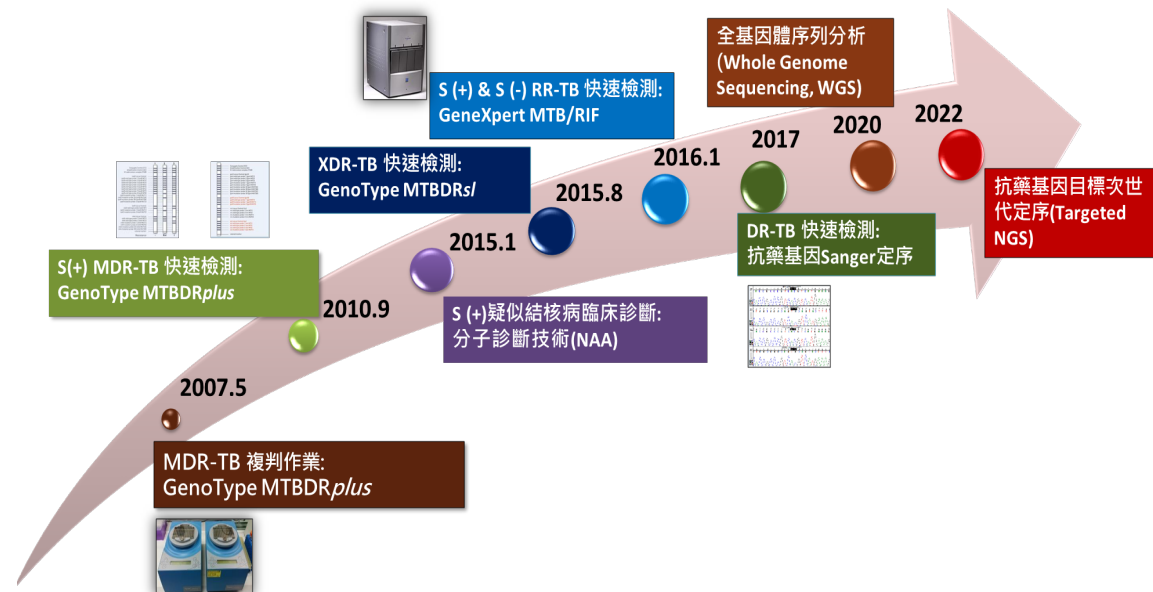 全基因體序列分析
(Whole Genome
Sequencing, WGS)
S (+) & S (-) RR-TB 快速檢測:
GeneXpert MTB/RIF
2022
2020
2017
2016.1
XDR-TB 快速檢測:
GenoType MTBDRsl
2015.8
抗藥基因目標次世
代定序(Targeted
NGS)
DR-TB 快速檢測:
抗藥基因Sanger定序
2015.1
S(+) MDR-TB 快速檢測:
GenoType MTBDRplus
2010.9
S (+)疑似結核病臨床診斷:
分子診斷技術(NAA)
2007.5
MDR-TB 複判作業:
GenoType MTBDRplus